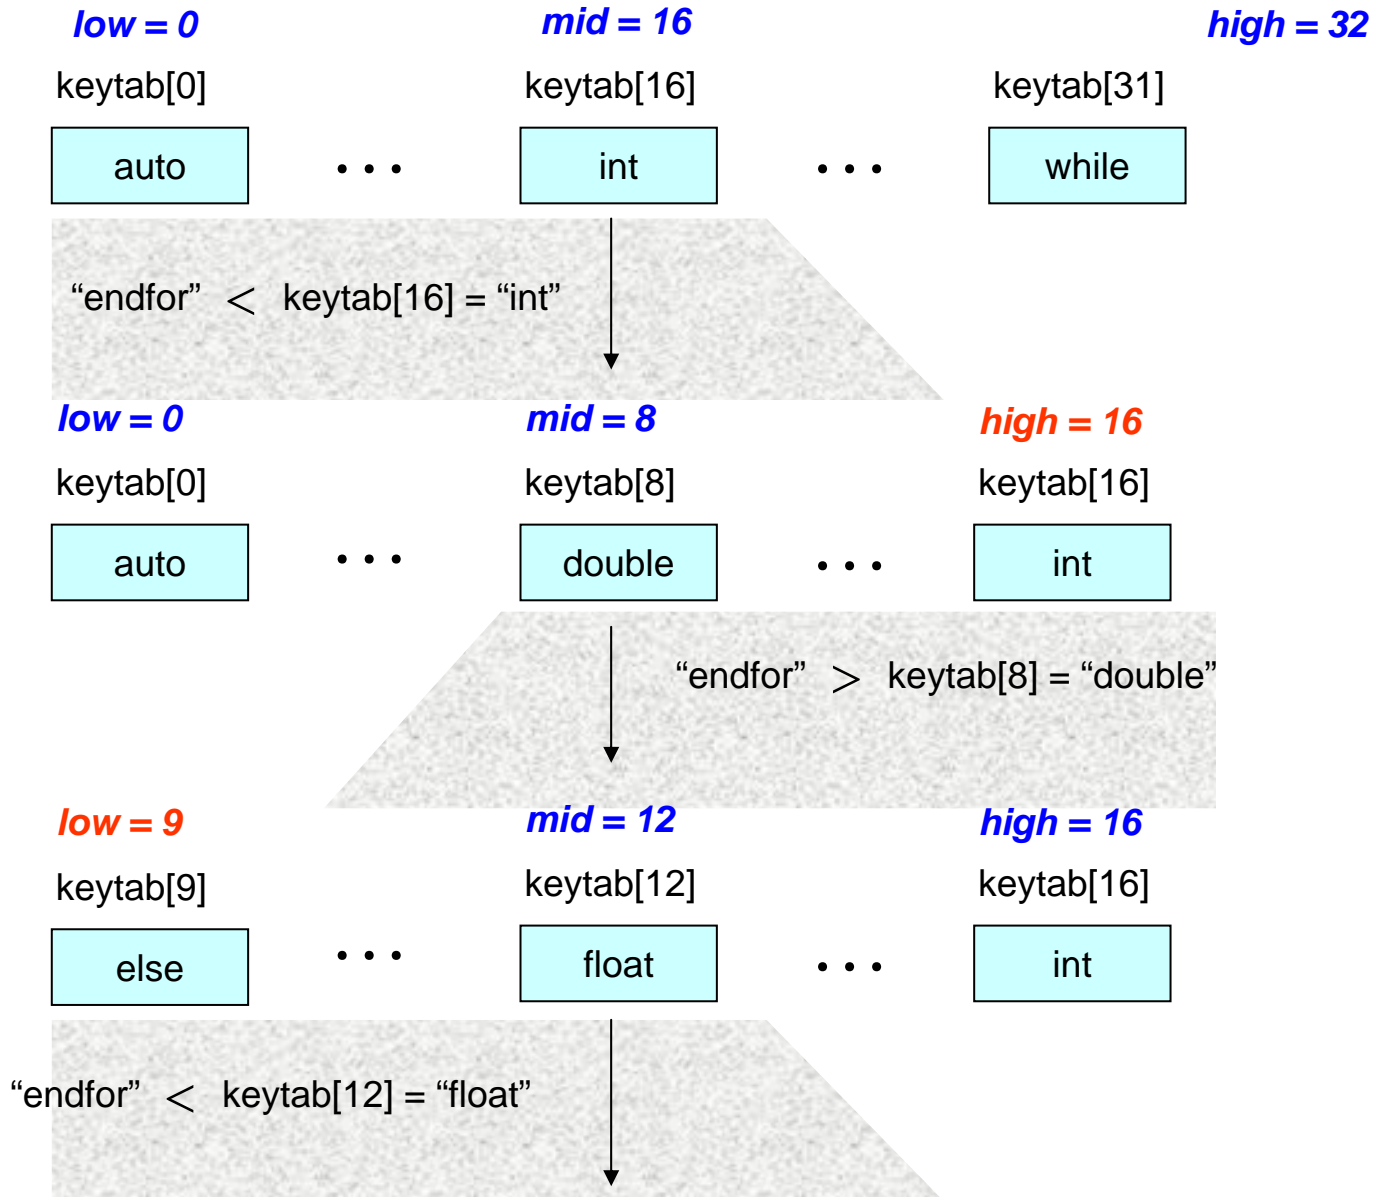 low = 0 mid = 16 high = 32
keytab[0] keytab[16] keytab[31]
auto • • • int • • • while
“endfor” < keytab[16] = “int”
low = 0 mid = 8 high = 16
keytab[0] keytab[8] keytab[16]
auto • • • double • • • int
“endfor” > keytab[8] = “double”
low = 9 mid = 12 high = 16
keytab[9] keytab[12] keytab[16]
else • • • float • • • int
“endfor” < keytab[12] = “float”